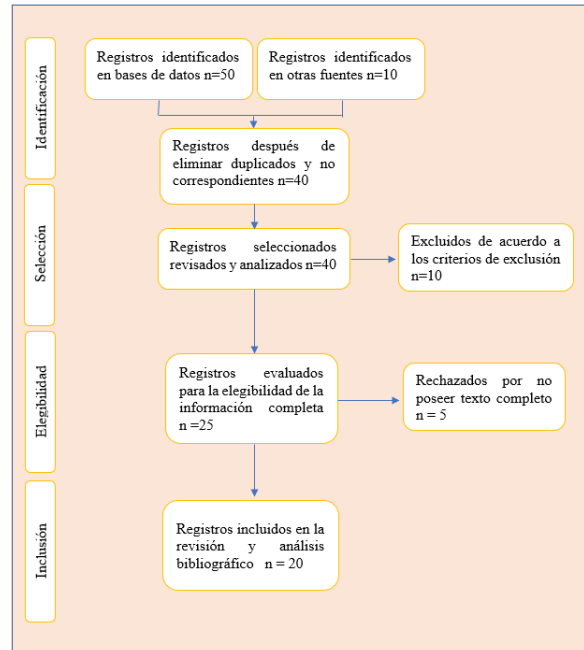 Identificación
Registros identificados
en bases de datos n=50
Registros identificados
en otras fuentes n=10
Registros después de
eliminar duplicados y no
correspondientes n=40
Selección
Registros seleccionados
revisados y analizados n=40
Excluidos de acuerdo a
los criterios de exclusión
n=10
Elegibilidad
Registros evaluados
para la elegibilidad de la
información completa
n =25
Rechazados por no
poseer texto completo
n = 5
Inclusión
Registros incluidos en la
revisión y análisis
bibliográfico n = 20